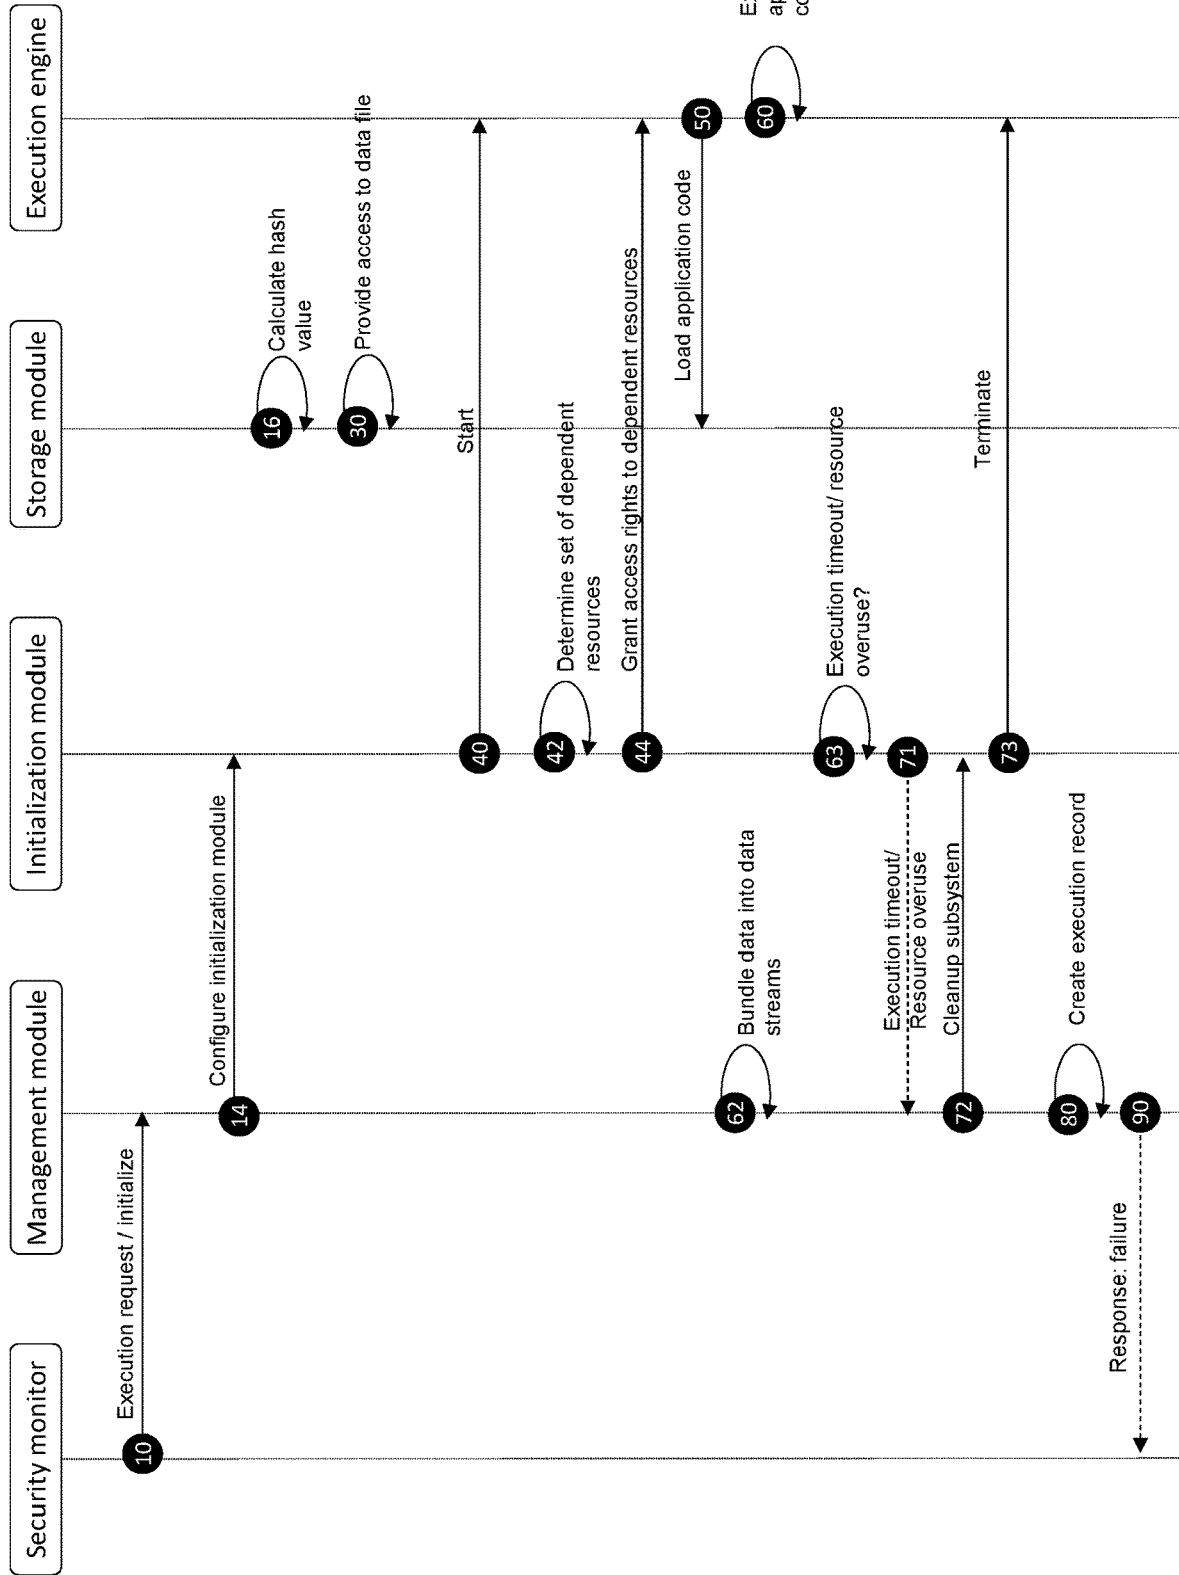 Security monitor
Management module
Initialization module
Storage module
Execution engine
10
Execution request / initialize
14
Configure initialization module
16
Calculate hash
value
30
Provide access to data file
40
Start
42
Determine set of dependent
resources
44
Grant access rights to dependent resources
50
Load application code
60
62
Bundle data into data
streams
63
Execution timeout/ resource
overuse?
71
Execution timeout/
Resource overuse
72
Cleanup subsystem
73
Terminate
80
Create execution record
90
Response: failure